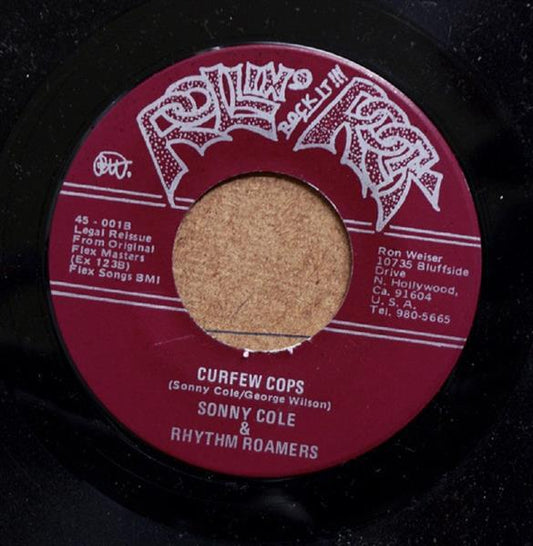 ROLLIN'
ROCK IT!!!
ROCK
RW.
45 - 001B
Legal Reissue
From Original
Flex Masters
(Ex 123B)
Flex Songs BMI
Ron Weiser
10735 Bluffside
Drive
N. Hollywood,
Ca. 91604
U. S. A.
Tel. 980-5665
CURFEW COPS
(Sonny Cole/George Wilson)
SONNY COLE
&
RHYTHM ROAMERS